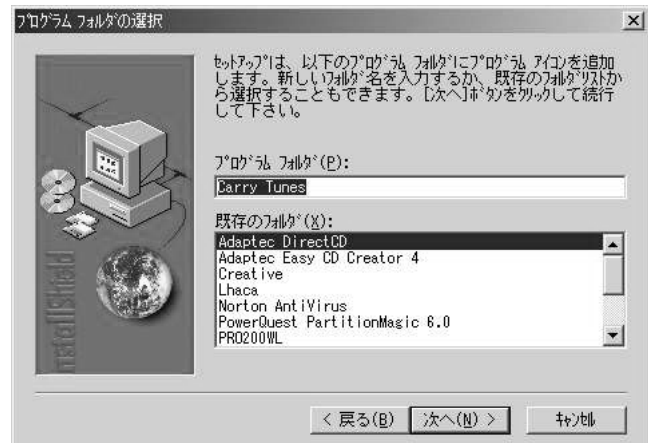 ﾌﾟﾛｸﾞﾗﾑ ﾌｫﾙﾀﾞの選択
ｾｯﾄｱｯﾌﾟは、以下のﾌﾟﾛｸﾞﾗﾑ ﾌｫﾙﾀﾞにﾌﾟﾛｸﾞﾗﾑ ｱｲｺﾝを追加
します。新しいﾌｫﾙﾀﾞ名を入力するか、既存のﾌｫﾙﾀﾞﾘｽﾄか
ら選択することもできます。[次へ]ﾎﾞﾀﾝをｸﾘｯｸして続行
して下さい。
ﾌﾟﾛｸﾞﾗﾑ ﾌｫﾙﾀﾞ(P):
Carry Tunes
既存のﾌｫﾙﾀﾞ(X):
Adaptec DirectCD
Adaptec Easy CD Creator 4
Creative
Lhaca
Norton AntiVirus
PowerQuest PartitionMagic 6.0
PRO200WL
InstallShield
< 戻る(B) 次へ(N) > ｷｬﾝｾﾙ